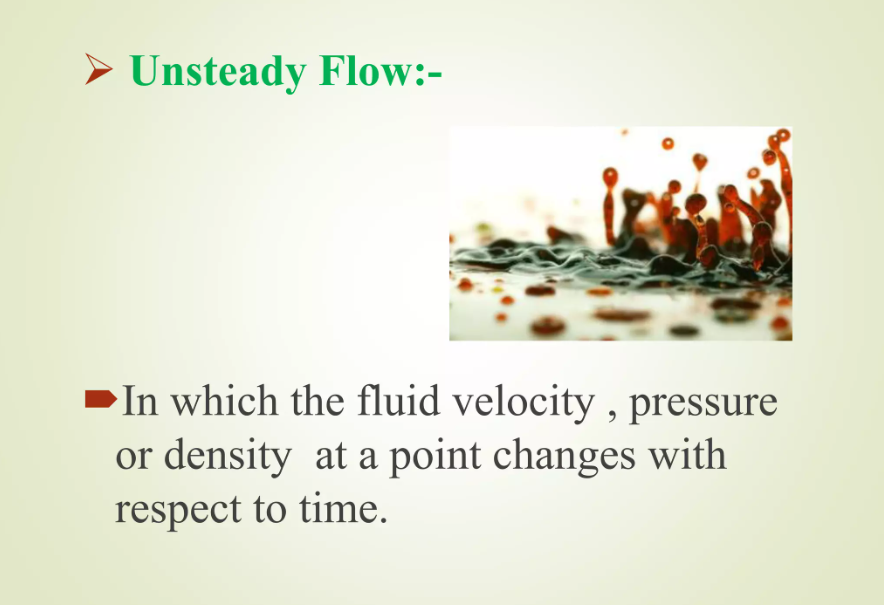 Unsteady Flow:-
In which the fluid velocity , pressure
or density  at a point changes with
respect to time.